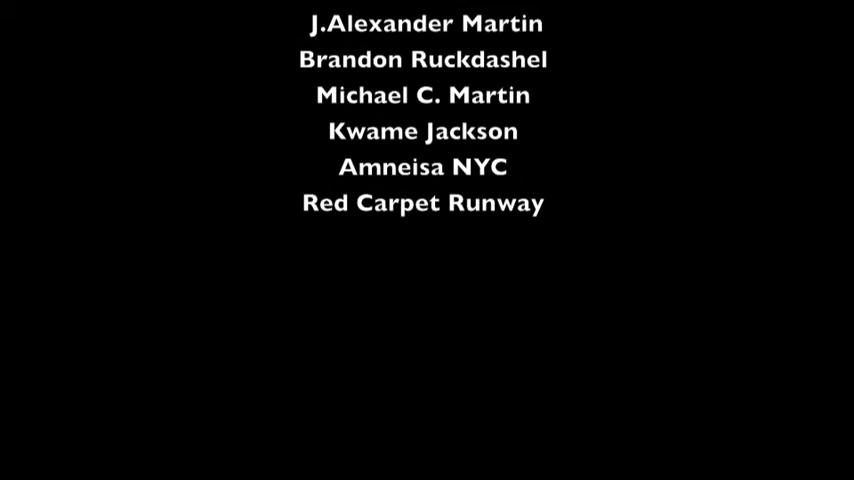 J.Alexander Martin
Brandon Ruckdashel
Michael C. Martin
Kwame Jackson
Amneisa NYC
Red Carpet Runway